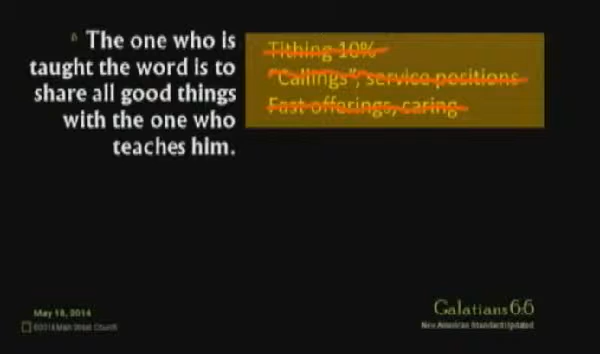 6 The one who is
taught the word is to
share all good things
with the one who
teaches him.
Tithing 10%
"Callings", service positions
Fast offerings, caring
May 18, 2014
©2014 Main Street Church
Galatians 6:6
New American Standard Updated